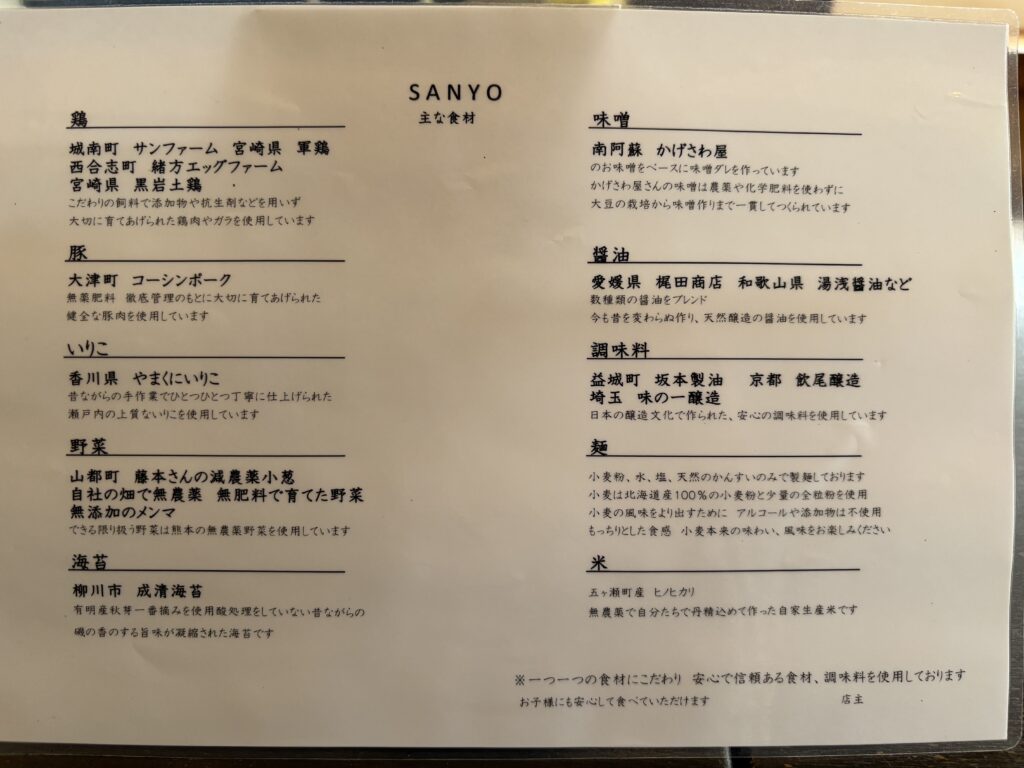 SANYO
主な食材
鶏
城南町 サンファーム 宮崎県 軍鶏
西合志町 緒方エッグファーム
宮崎県 黒岩土鶏
こだわりの飼料で添加物や抗生剤などを用いず
大切に育てあげられた鶏肉やガラを使用しています
豚
大津町 コーシンポーク
無薬肥料 徹底管理のもとに大切に育てあげられた
健全な豚肉を使用しています
いりこ
香川県 やまくにいりこ
昔ながらの手作業でひとつひとつ丁寧に仕上げられた
瀬戸内の上質ないりこを使用しています
野菜
山都町 藤本さんの減農薬小葱
自社の畑で無農薬 無肥料で育てた野菜
無添加のメンマ
できる限り扱う野菜は熊本の無農薬野菜を使用しています
海苔
柳川市 成清海苔
有明産秋芽一番摘みを使用酸処理をしていない昔ながらの
磯の香のする旨味が凝縮された海苔です
味噌
南阿蘇 かげさわ屋
のお味噌をベースに味噌ダレを作っています
かげさわ屋さんの味噌は農薬や化学肥料を使わずに
大豆の栽培から味噌作りまで一貫してつくられています
醤油
愛媛県 梶田商店 和歌山県 湯浅醤油など
数種類の醤油をブレンド
今も昔を変わらぬ作り、天然醸造の醤油を使用しています
調味料
益城町 坂本製油 京都 飯尾醸造
埼玉 味の一醸造
日本の醸造文化で作られた、安心の調味料を使用しています
麺
小麦粉、水、塩、天然のかんすいのみで製麺しております
小麦は北海道産100%の小麦粉と少量の全粒粉を使用
小麦の風味をより出すために アルコールや添加物は不使用
もっちりとした食感 小麦本来の味わい、風味をお楽しみください
米
五ヶ瀬町産 ヒノヒカリ
無農薬で自分たちで丹精込めて作った自家生産米です
※一つ一つの食材にこだわり 安心で信頼ある食材、調味料を使用しております
お子様にも安心して食べていただけます 店主